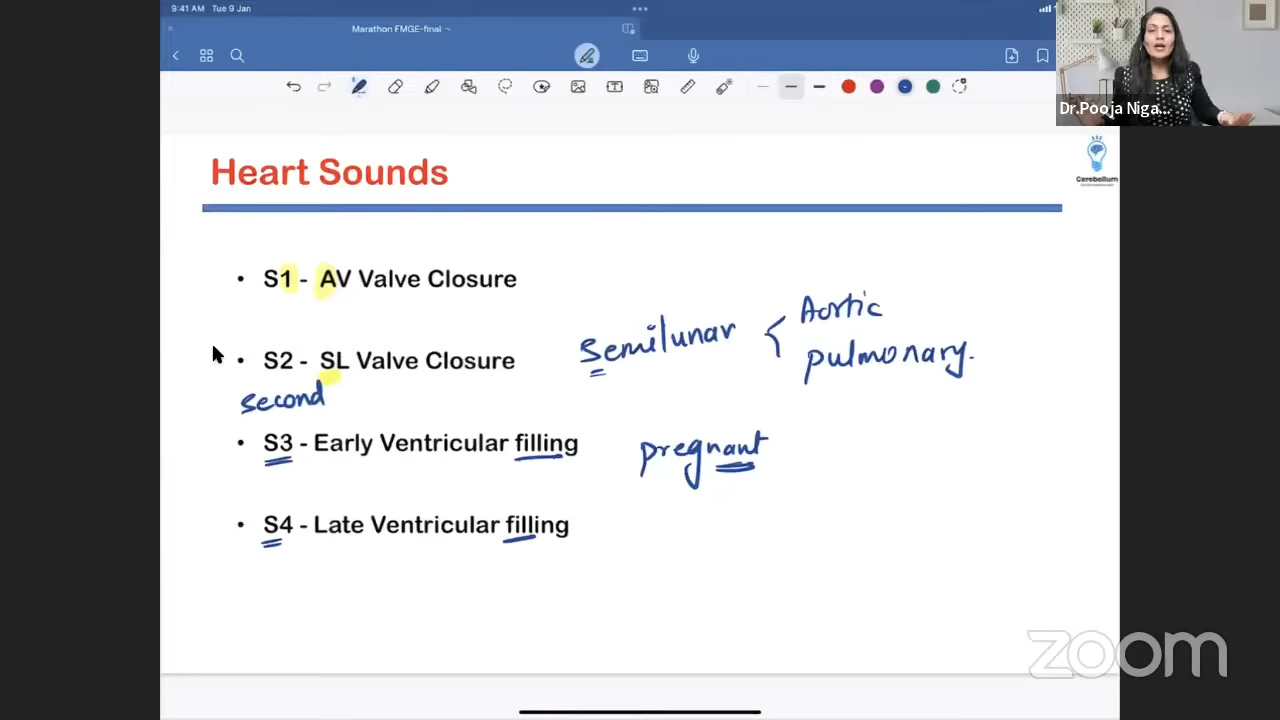 9:41 AM Tue 9 Jan
Marathon FMGE-final
Dr.Pooja Niga...
Heart Sounds
Cerebellum
• S1 - AV Valve Closure
Semilunar < Aortic
pulmonary.
• S2 - SL Valve Closure
second
• S3 - Early Ventricular filling
pregnant
• S4 - Late Ventricular filling
zoom